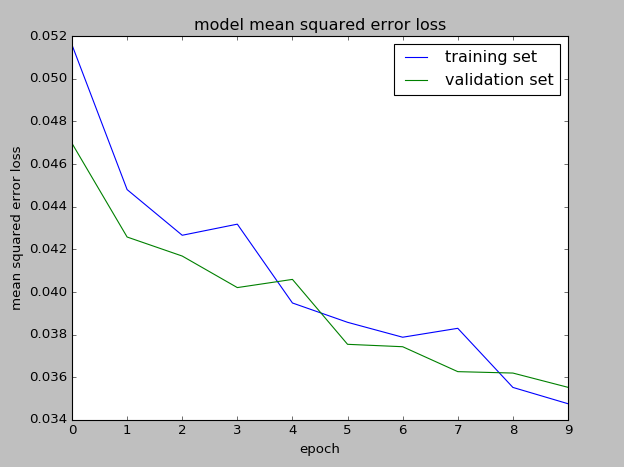 model mean squared error loss
training set
validation set
mean squared error loss
0.052
0.050
0.048
0.046
0.044
0.042
0.040
0.038
0.036
0.034
0 1 2 3 4 5 6 7 8 9
epoch